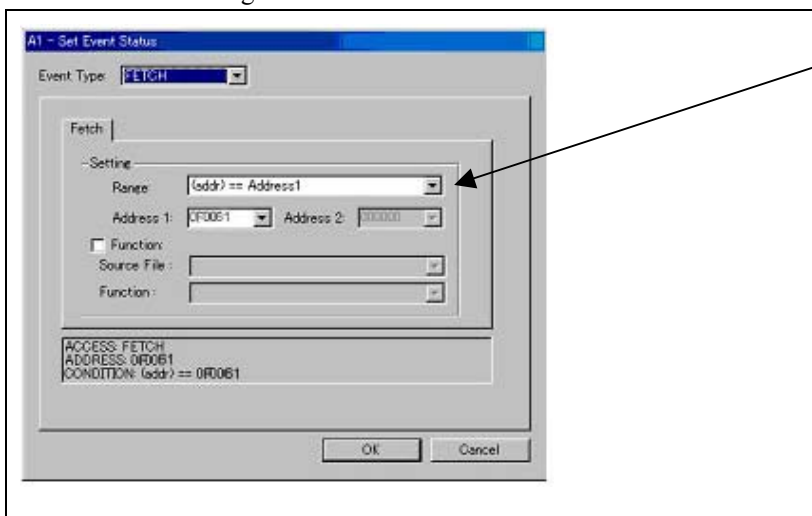 A1 - Set Event Status
Event Type: FETCH
Fetch
Setting
Range: (addr) == Address1
Address 1: 0F0061 Address 2: 000000
Function:
Source File :
Function :
ACCESS: FETCH
ADDRESS: 0F0061
CONDITION: (addr) == 0F0061
OK Cancel